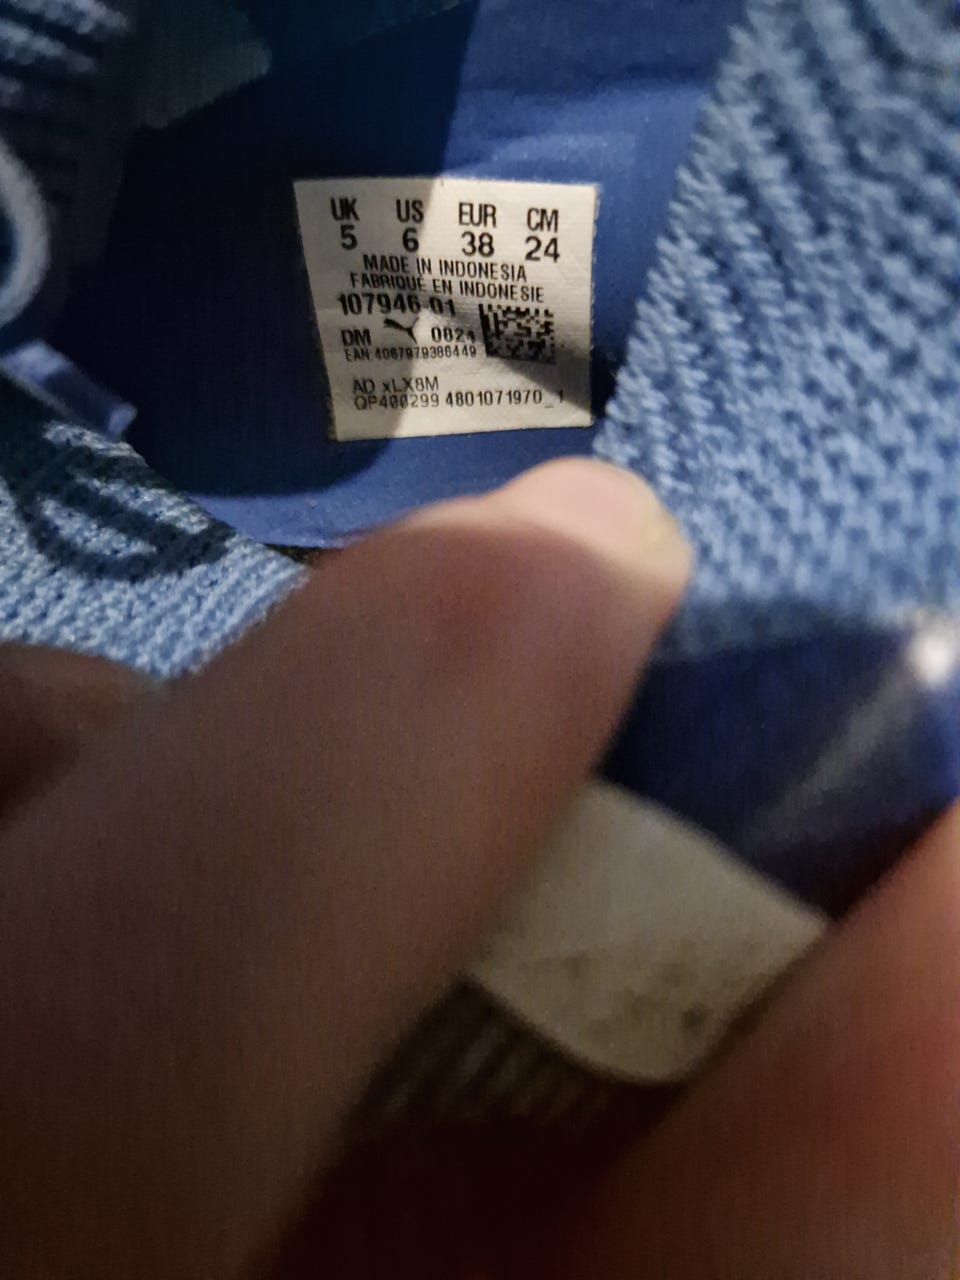 UK US EUR CM
5 6 38 24
MADE IN INDONESIA
FABRIQUÉ EN INDONESIE
107946 01
DM 0824
EAN 4067979386449
AD xLX8M
QP400299 4801071970_1